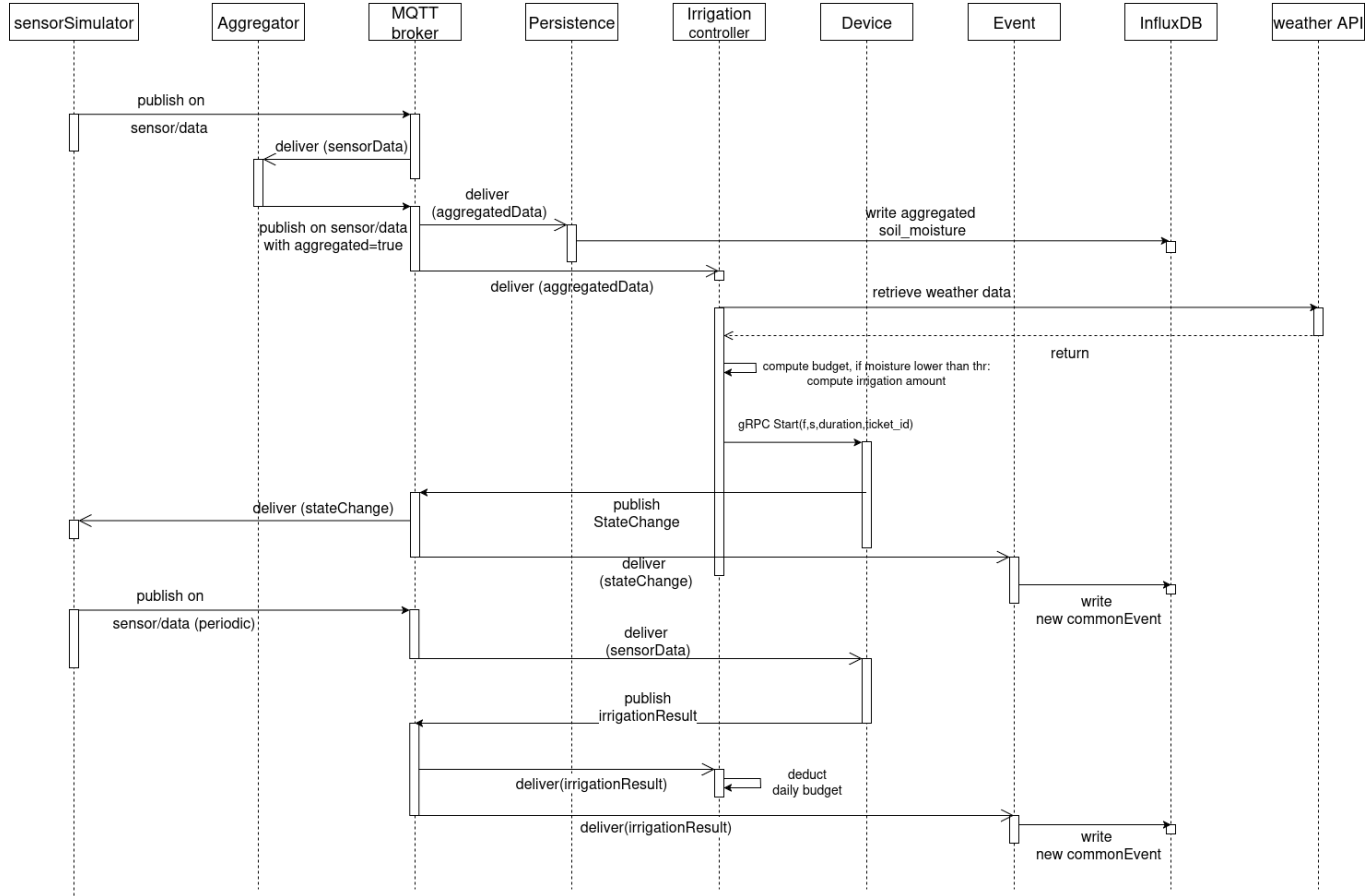 sensorSimulator
Aggregator
MQTT
broker
Persistence
Irrigation
controller
Device
Event
InfluxDB
weather API
publish on
sensor/data
deliver (sensorData)
deliver
(aggregatedData)
publish on sensor/data
with aggregated=true
write aggregated
soil_moisture
deliver (aggregatedData)
retrieve weather data
return
compute budget, if moisture lower than thr:
compute irrigation amount
gRPC Start(f,s,duration,ticket_id)
publish
StateChange
deliver (stateChange)
deliver
(stateChange)
write
new commonEvent
publish on
sensor/data (periodic)
deliver
(sensorData)
publish
irrigationResult
deliver(irrigationResult)
deduct
daily budget
deliver(irrigationResult)
write
new commonEvent